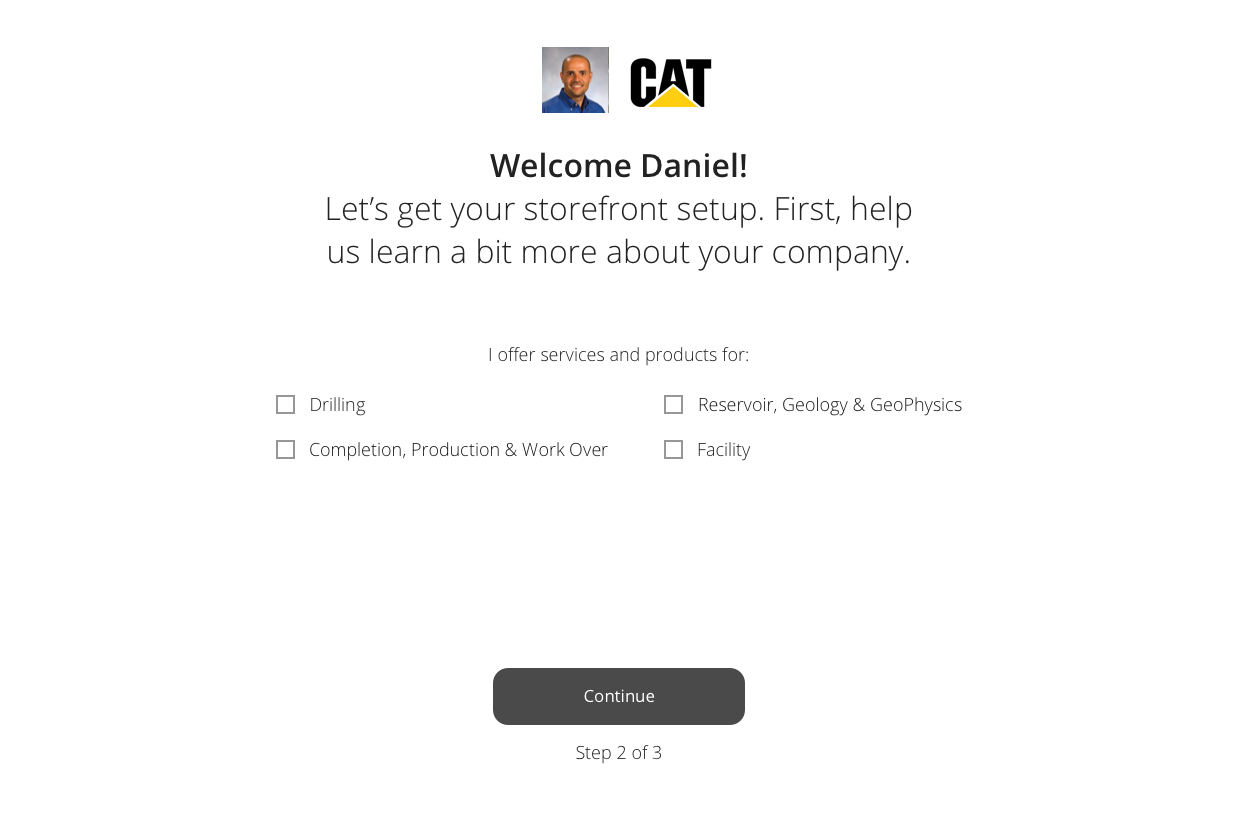 CAT
Welcome Daniel!
Let’s get your storefront setup. First, help
us learn a bit more about your company.
I offer services and products for:
Drilling
Reservoir, Geology & GeoPhysics
Completion, Production & Work Over
Facility
Continue
Step 2 of 3